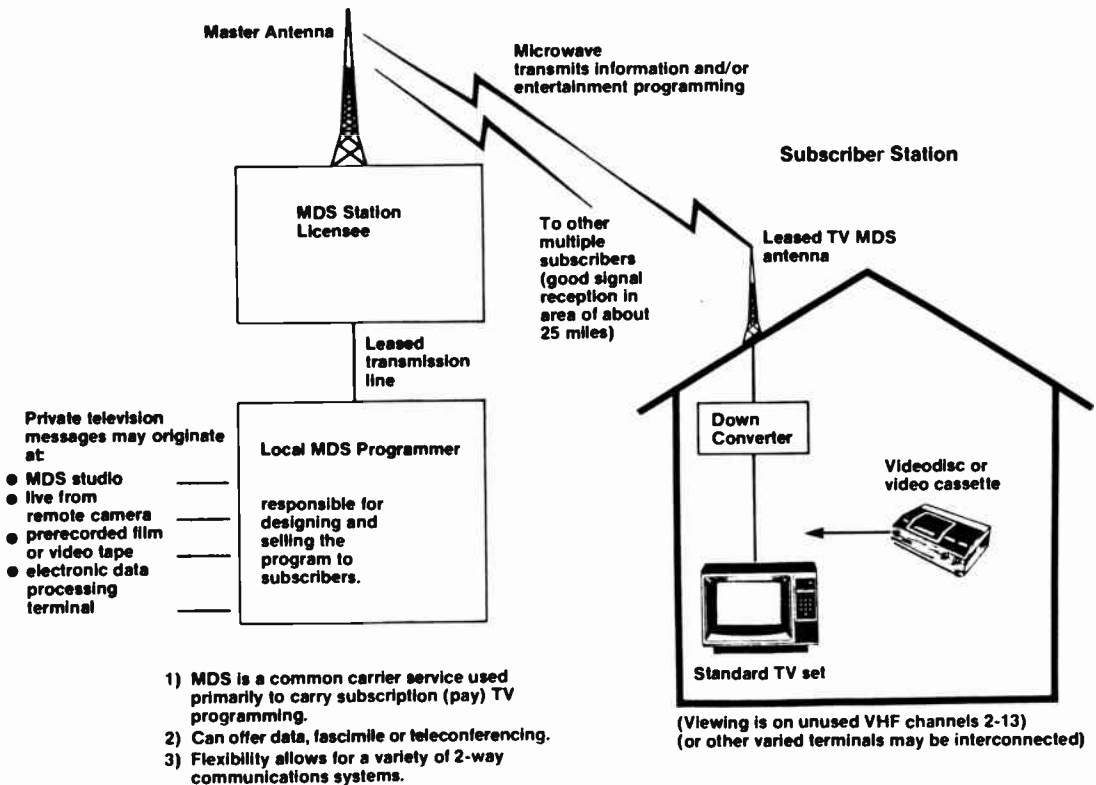 Master Antenna
Microwave
transmits information and/or
entertainment programming
Subscriber Station
MDS Station
Licensee
To other
multiple
subscribers
(good signal
reception in
area of about
25 miles)
Leased TV MDS
antenna
Leased
transmission
line
Private television
messages may originate
at:
● MDS studio
● live from
remote camera
● prerecorded film
or video tape
● electronic data
processing
terminal
Local MDS Programmer
responsible for
designing and
selling the
program to
subscribers.
Down
Converter
Videodisc or
video cassette
Standard TV set
(Viewing is on unused VHF channels 2-13)
(or other varied terminals may be interconnected)
1) MDS is a common carrier service used
primarily to carry subscription (pay) TV
programming.
2) Can offer data, fascimile or teleconferencing.
3) Flexibility allows for a variety of 2-way
communications systems.